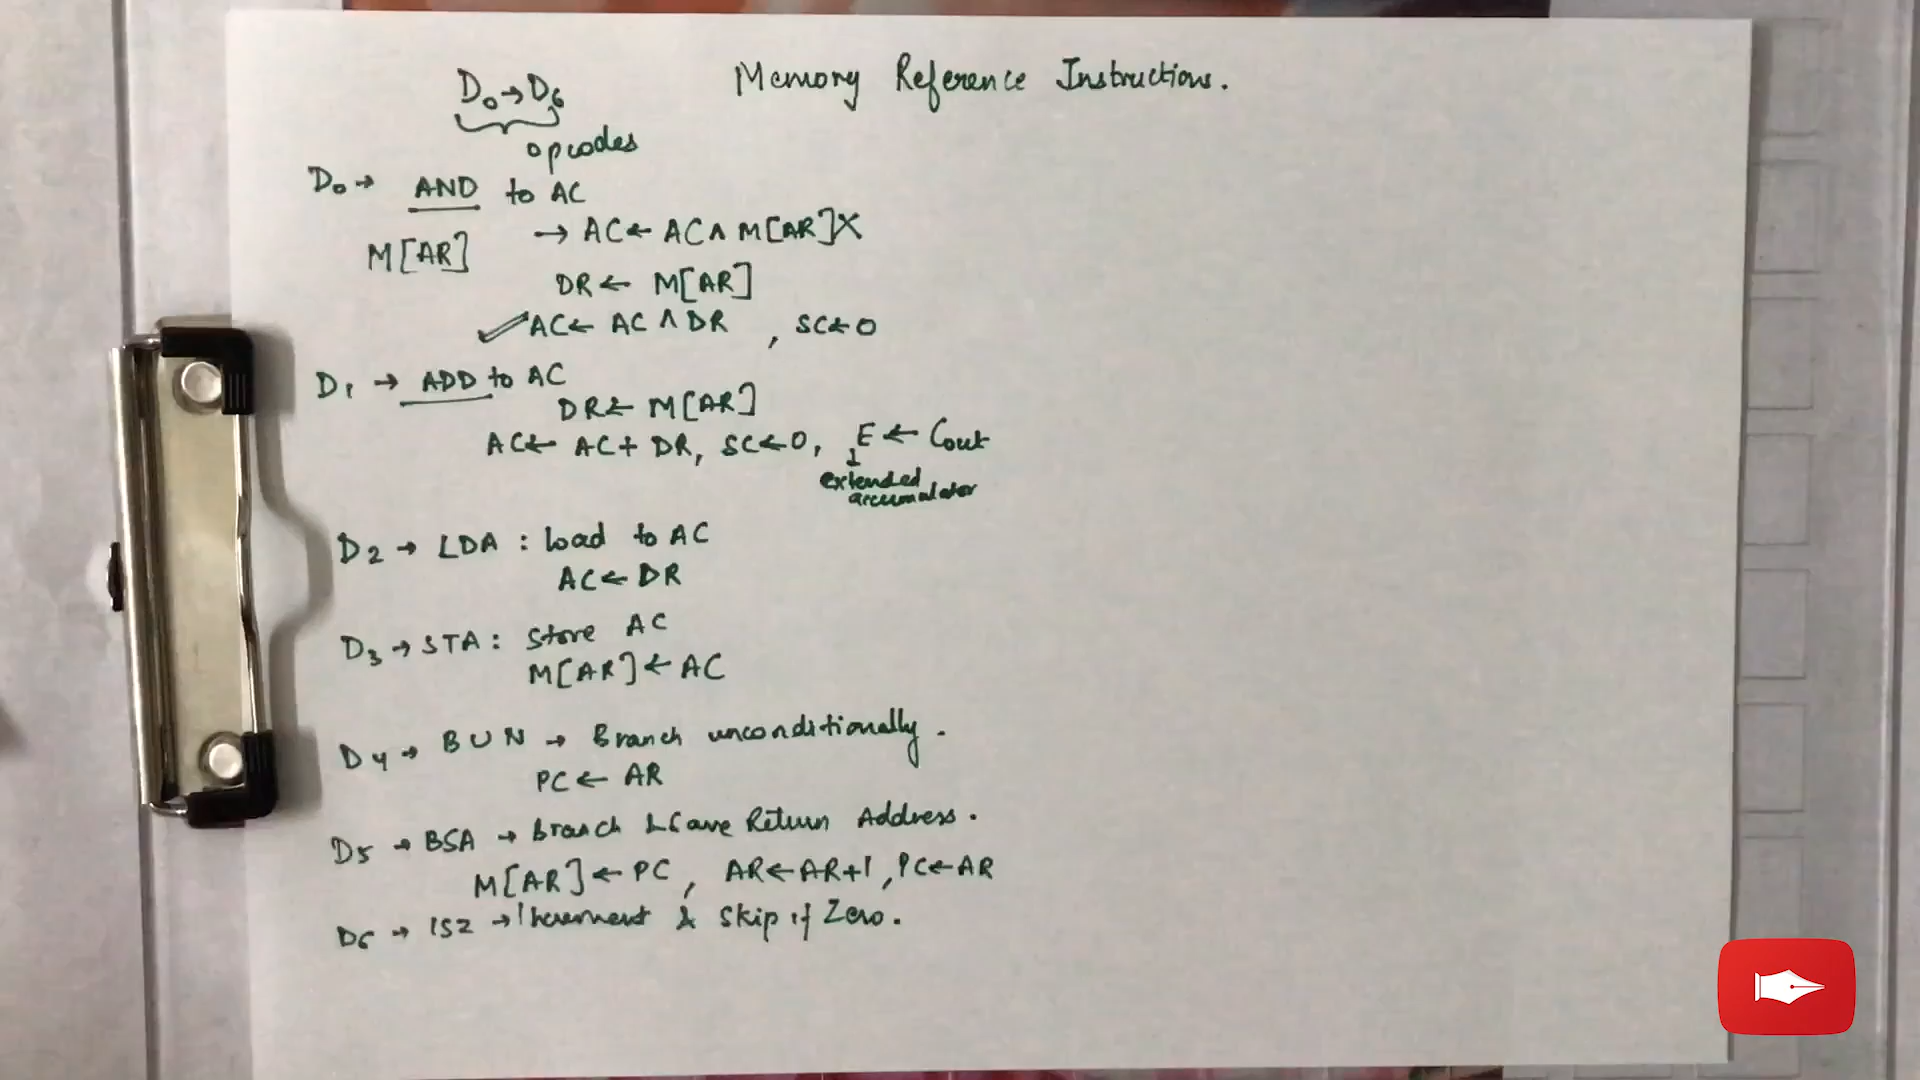 Memory Reference Instructions.
D0→D6
opcodes
D0→ AND to AC
M[AR]
→ AC← AC∧M[AR]X
DR← M[AR]
✓AC← AC∧DR , SC←0
D1 → ADD to AC
DR← M[AR]
AC← AC+DR, SC←0, E ← Cout
extended
accumulator
D2 → LDA : load to AC
AC← DR
D3 → STA: Store AC
M[AR]← AC
D4→ BUN → Branch unconditionally.
PC← AR
D5 → BSA → Branch & Save Return Address.
M[AR]←PC, AR←AR+1, PC←AR
D6 → ISZ → Increment & Skip if Zero.